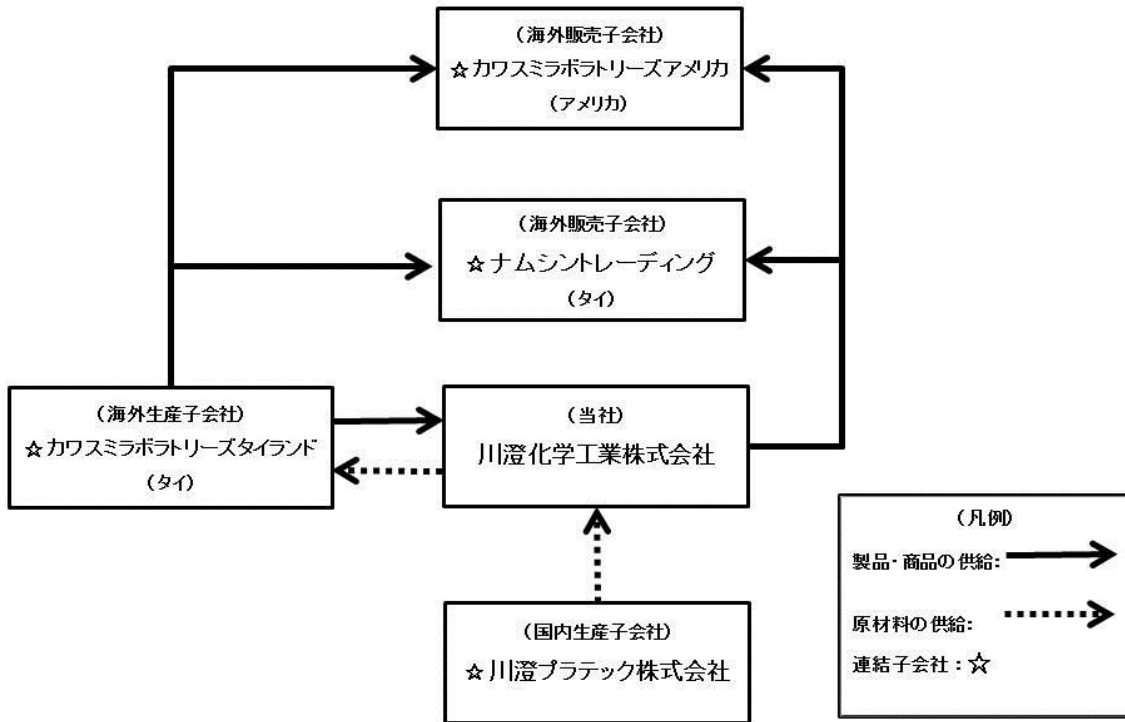 （海外販売子会社）
☆カワスミラボラトリーズアメリカ
（アメリカ）
（海外販売子会社）
☆ナムシントレーディング
（タイ）
（海外生産子会社）
☆カワスミラボラトリーズタイランド
（タイ）
（当社）
川澄化学工業株式会社
（国内生産子会社）
☆川澄プラテック株式会社
（凡例）
製品・商品の供給：
原材料の供給：
連結子会社：☆